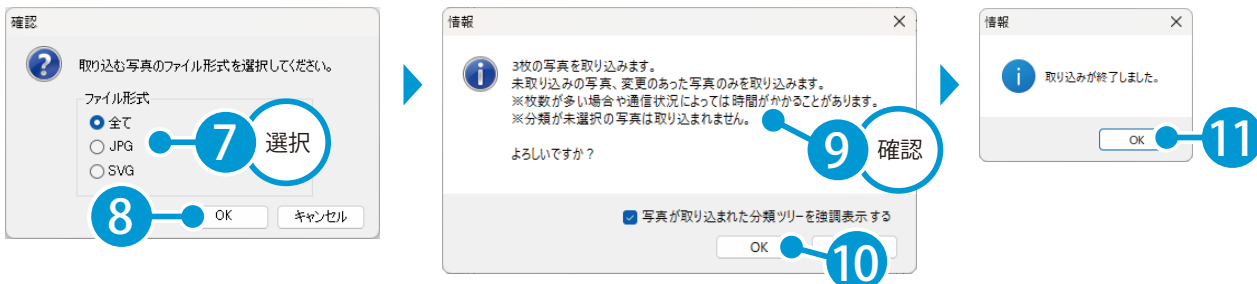 確認
取り込む写真のファイル形式を選択してください。
ファイル形式
全て
JPG
SVG
7 選択
8
OK キャンセル
情報
3枚の写真を取り込みます。
未取り込みの写真、変更のあった写真のみを取り込みます。
※枚数が多い場合や通信状況によっては時間がかかることがあります。
※分類が未選択の写真は取り込まれません。
よろしいですか？
9 確認
写真が取り込まれた分類ツリーを強調表示する
OK
10
情報
取り込みが終了しました。
OK
11